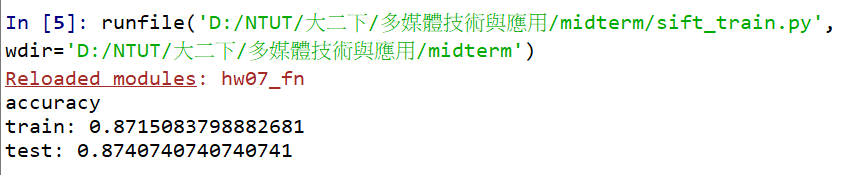 In [5]: runfile('D:/NTUT/大二下/多媒體技術與應用/midterm/sift_train.py',
wdir='D:/NTUT/大二下/多媒體技術與應用/midterm')
Reloaded modules: hw07_fn
accuracy
train: 0.8715083798882681
test: 0.8740740740740741